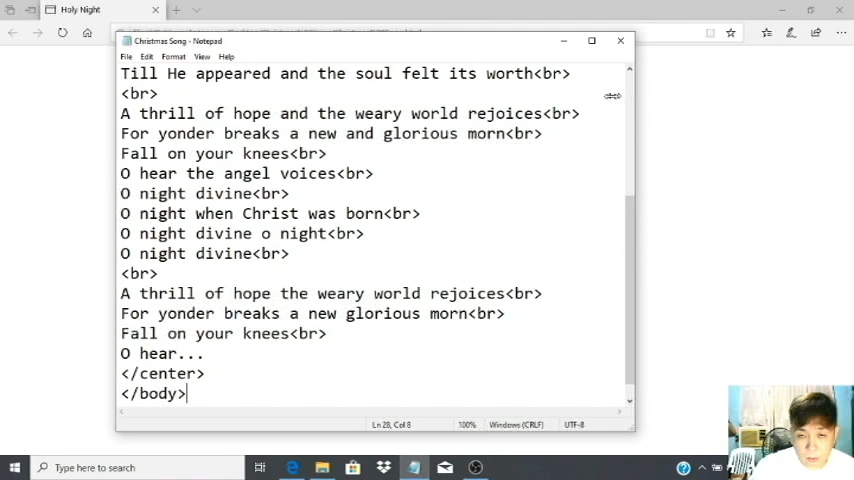 Holy Night
Christmas Song - Notepad
File Edit Format View Help
Till He appeared and the soul felt its worth<br>
<br>
A thrill of hope and the weary world rejoices<br>
For yonder breaks a new and glorious morn<br>
Fall on your knees<br>
O hear the angel voices<br>
O night divine<br>
O night when Christ was born<br>
O night divine o night<br>
O night divine<br>
<br>
A thrill of hope the weary world rejoices<br>
For yonder breaks a new glorious morn<br>
Fall on your knees<br>
O hear...
</center>
</body>
Ln 28, Col 8 100% Windows (CRLF) UTF-8
Type here to search